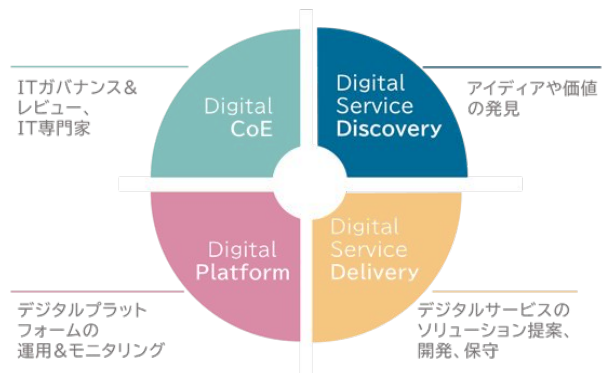 ITガバナンス&
レビュー、
IT専門家
Digital
CoE
Digital
Service
Discovery
アイディアや価値
の発見
デジタルプラット
フォームの
運用&モニタリング
Digital
Platform
Digital
Service
Delivery
デジタルサービスの
ソリューション提案、
開発、保守